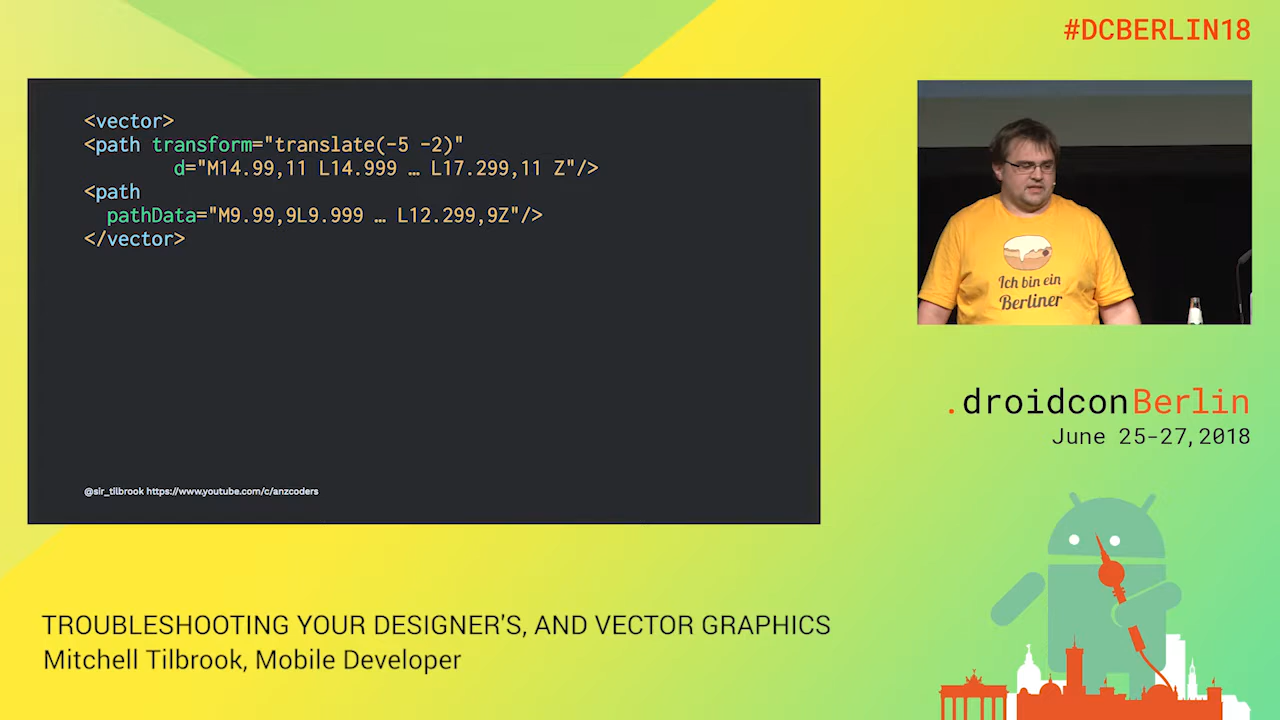 #DCBERLIN18
<vector>
<path transform="translate(-5 -2)"
d="M14.99,11 L14.999 … L17.299,11 Z"/>
<path
pathData="M9.99,9L9.999 … L12.299,9Z"/>
</vector>
@sir_tilbrook https://www.youtube.com/c/anzcoders
Ich bin ein
Berliner
.droidconBerlin
June 25-27,2018
TROUBLESHOOTING YOUR DESIGNER'S, AND VECTOR GRAPHICS
Mitchell Tilbrook, Mobile Developer